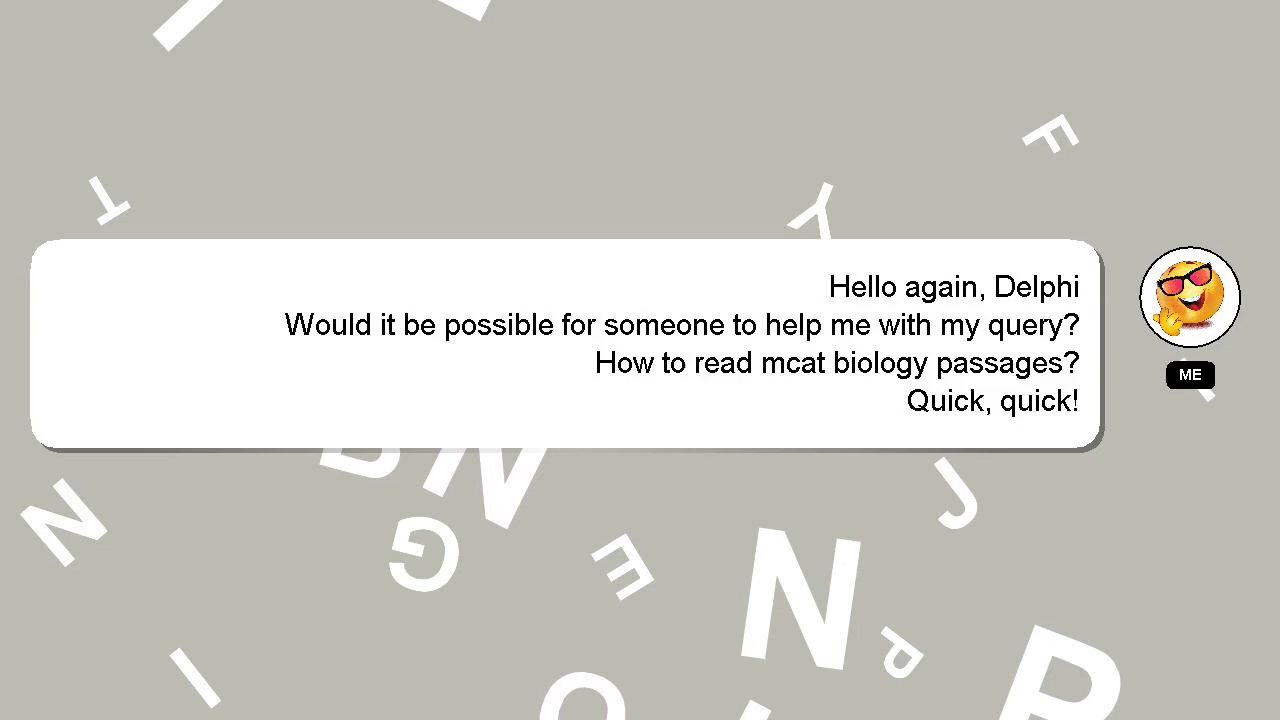 Hello again, Delphi
Would it be possible for someone to help me with my query?
How to read mcat biology passages?
Quick, quick!
ME
T
F
Y
N
N
G
E
J
N
P
I